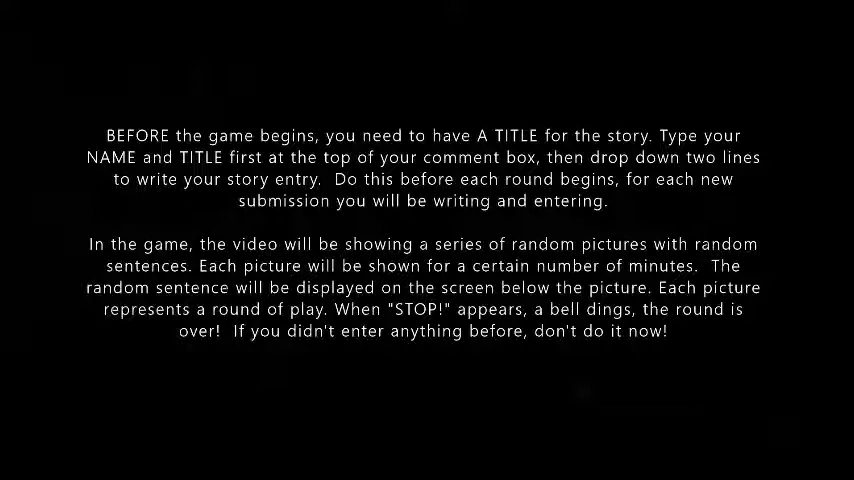 BEFORE the game begins, you need to have A TITLE for the story. Type your
NAME and TITLE first at the top of your comment box, then drop down two lines
to write your story entry.  Do this before each round begins, for each new
submission you will be writing and entering.
In the game, the video will be showing a series of random pictures with random
sentences. Each picture will be shown for a certain number of minutes.  The
random sentence will be displayed on the screen below the picture. Each picture
represents a round of play. When "STOP!" appears, a bell dings, the round is
over!  If you didn't enter anything before, don't do it now!